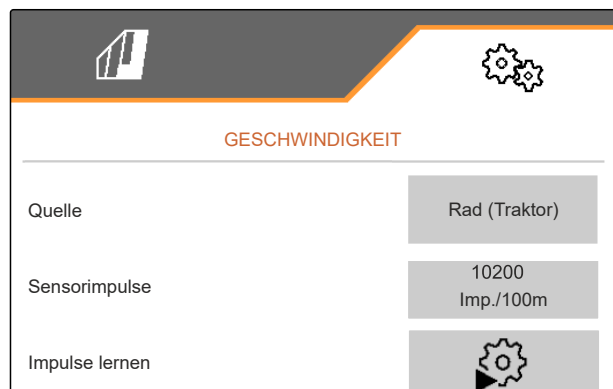 GESCHWINDIGKEIT
Quelle
Rad (Traktor)
Sensorimpulse
10200
Imp./100m
Impulse lernen